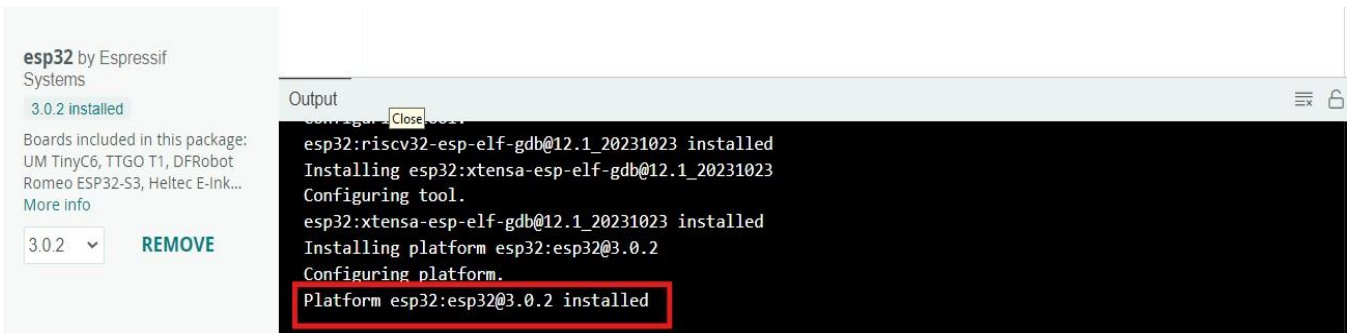 esp32 by Espressif
Systems
3.0.2 installed
Boards included in this package:
UM TinyC6, TTGO T1, DFRobot
Romeo ESP32-S3, Heltec E-Ink...
More info
3.0.2
REMOVE
Output
Close
esp32:riscv32-esp-elf-gdb@12.1_20231023 installed
Installing esp32:xtensa-esp-elf-gdb@12.1_20231023
Configuring tool.
esp32:xtensa-esp-elf-gdb@12.1_20231023 installed
Installing platform esp32:esp32@3.0.2
Configuring platform.
Platform esp32:esp32@3.0.2 installed